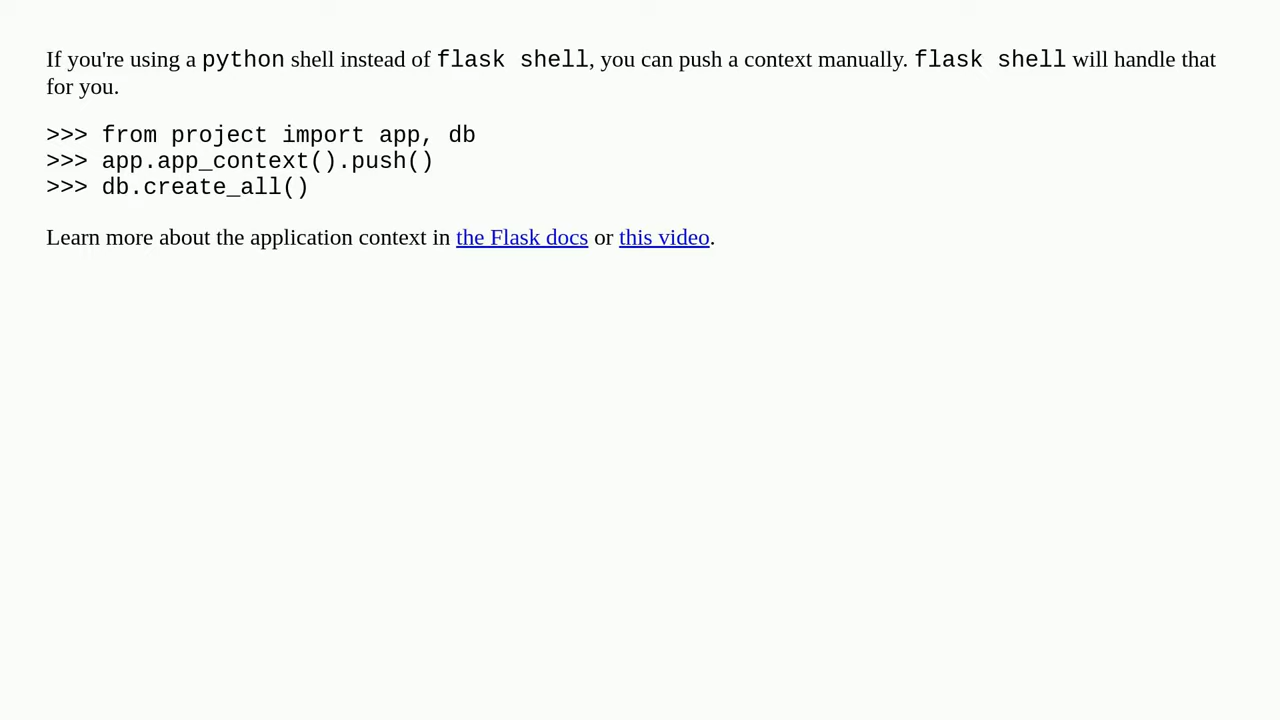 If you're using a python shell instead of flask shell, you can push a context manually. flask shell will handle that
for you.
>>> from project import app, db
>>> app.app_context().push()
>>> db.create_all()
Learn more about the application context in the Flask docs or this video.